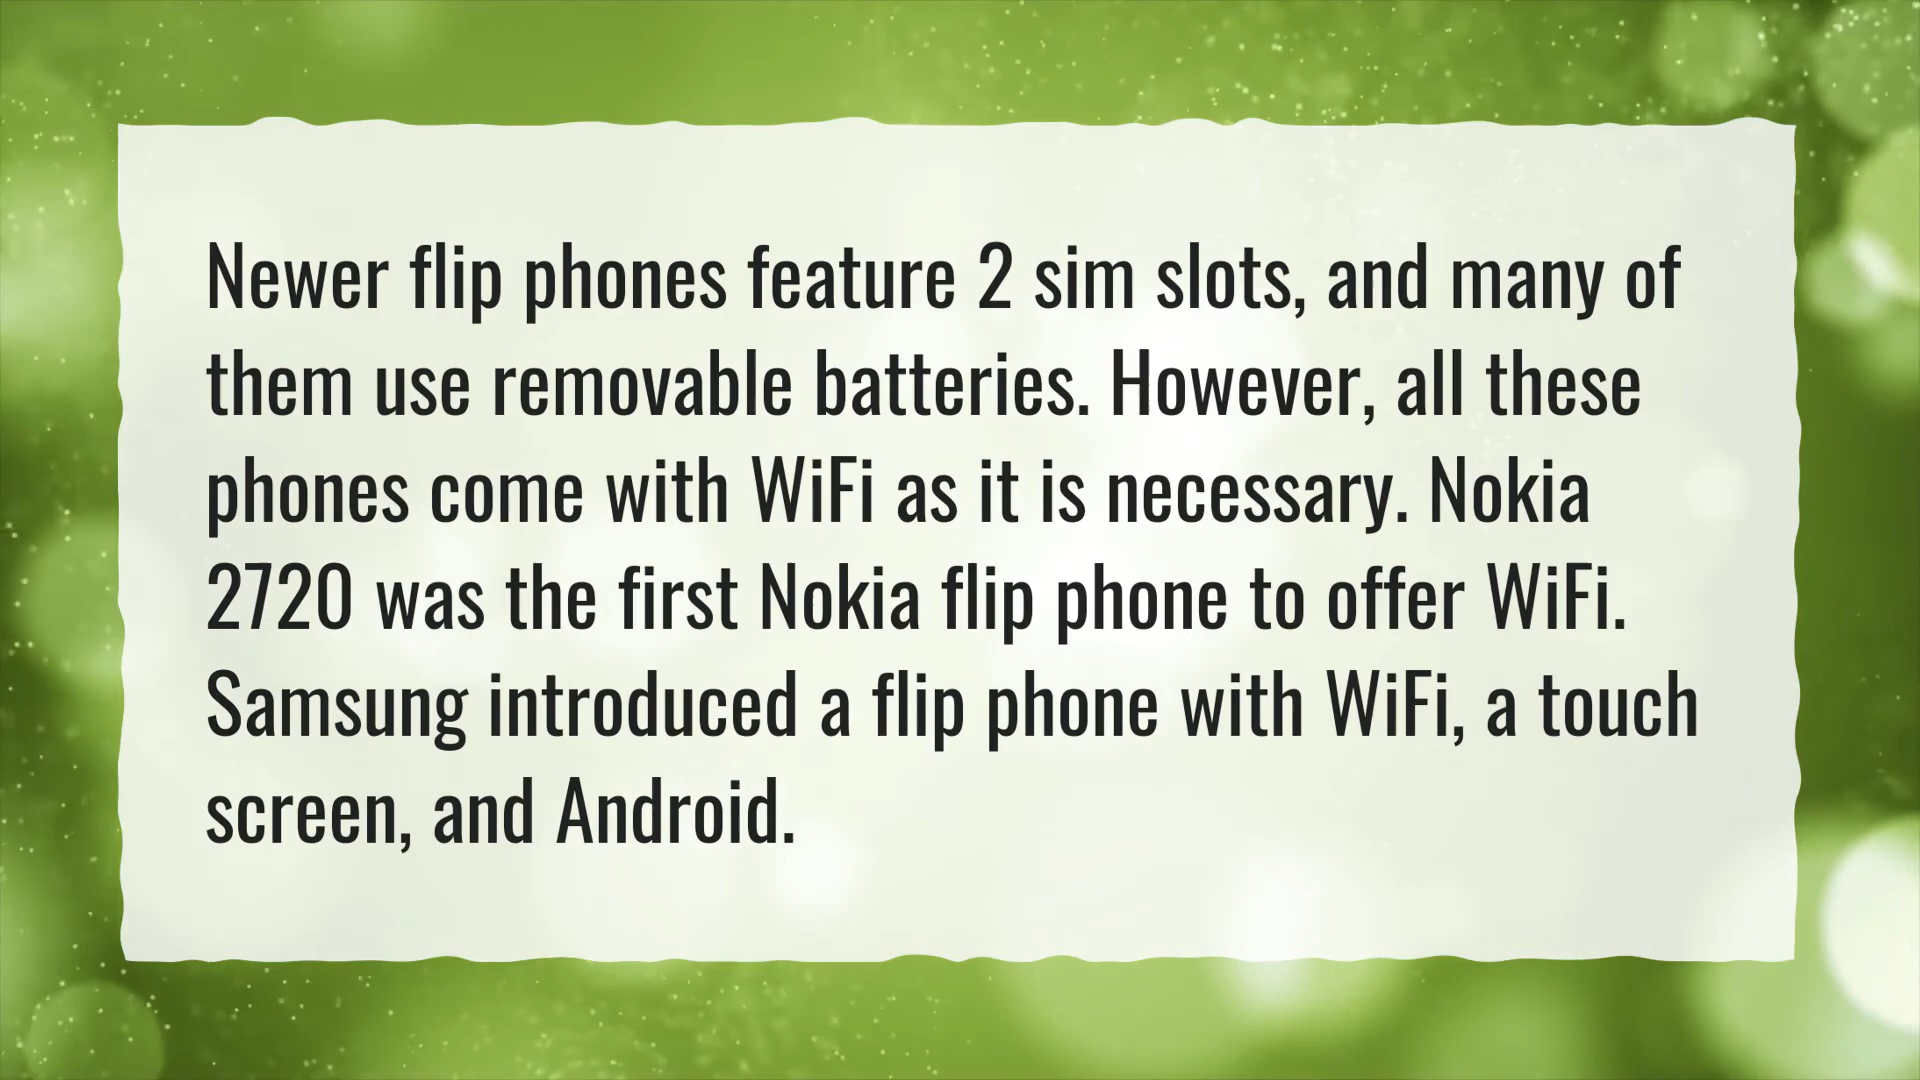 Newer flip phones feature 2 sim slots, and many of
them use removable batteries. However, all these
phones come with WiFi as it is necessary. Nokia
2720 was the first Nokia flip phone to offer WiFi.
Samsung introduced a flip phone with WiFi, a touch
screen, and Android.